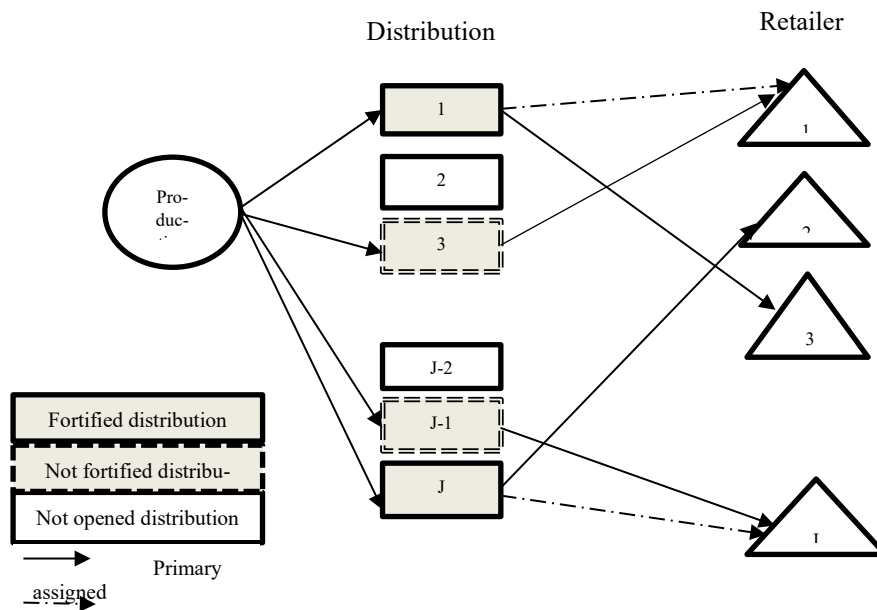 Distribution
Retailer
1
2
3
J-2
J-1
J
Pro-
duc-
1
2
3
Fortified distribution
Not fortified distribu-
Not opened distribution
Primary
assigned